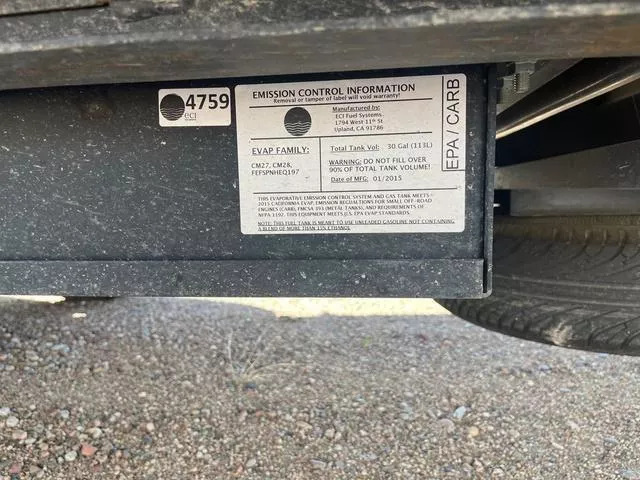 4759
eci
EMISSION CONTROL INFORMATION
Removal or tamper of label will void warranty!
Manufactured by:
ECI Fuel Systems
1794 West 11th St
Upland, CA 91786
EPA / CARB
EVAP FAMILY:
CM27, CM28,
FEFSPNHEQ197
Total Tank Vol: 30 Gal (113L)
WARNING: DO NOT FILL OVER
90% OF TOTAL TANK VOLUME!
Date of MFG: 01/2015
THIS EVAPORATIVE EMISSION CONTROL SYSTEM AND GAS TANK MEETS
2015 CALIFORNIA EVAP. EMISSION REGUALTIONS FOR SMALL OFF-ROAD
ENGINES (CARB), FMCSA 393 (METAL TANKS), AND REQUIREMENTS OF
NFPA 1192. THIS EQUIPMENT MEETS U.S. EPA EVAP STANDARDS.
NOTE: THIS FUEL TANK IS MEANT TO USE UNLEADED GASOLINE NOT CONTAINING
A BLEND OF MORE THAN 15% ETHANOL